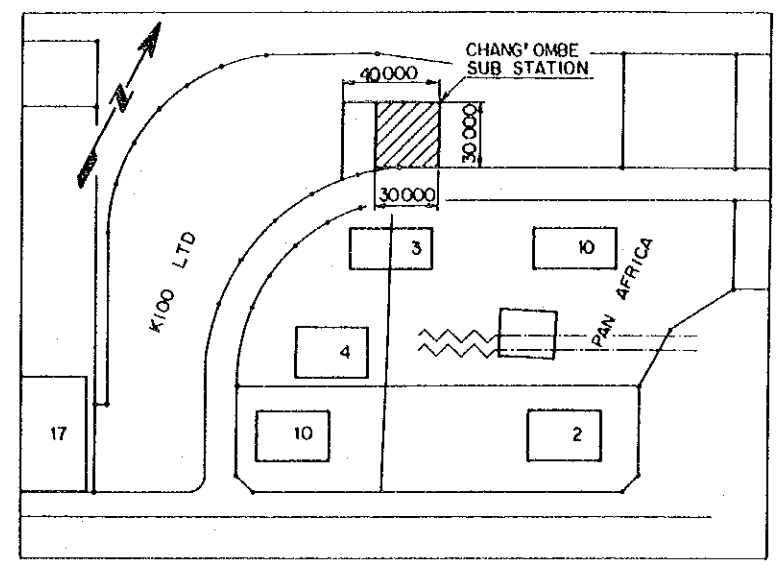 CHANG'OMBE
SUB STATION
40000
N
30000
30000
KIOO LTD
3
10
PAN AFRICA
4
17
10
2